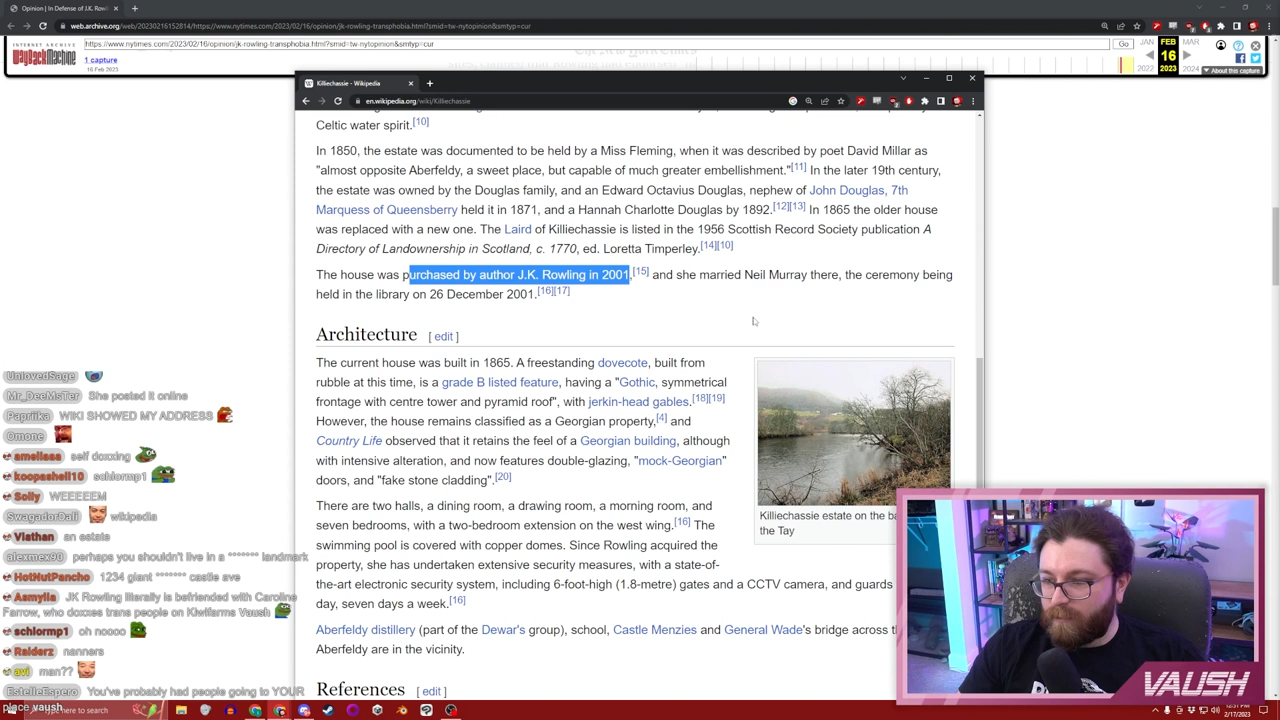 Opinion | In Defense of J.K. Rowl
web.archive.org/web/20230216152814/https://www.nytimes.com/2023/02/16/opinion/jk-rowling-transphobia.html?smid=tw-nytopinion&smtyp=cur
INTERNET ARCHIVE
WayBackMachine
https://www.nytimes.com/2023/02/16/opinion/jk-rowling-transphobia.html?smid=tw-nytopinion&smtyp=cur
Go
JAN
FEB
MAR
1 capture
16 Feb 2023
16
2022
2023
2024
About this capture
Killiechassie - Wikipedia
en.wikipedia.org/wiki/Killiechassie
Celtic water spirit.[10]
In 1850, the estate was documented to be held by a Miss Fleming, when it was described by poet David Millar as
"almost opposite Aberfeldy, a sweet place, but capable of much greater embellishment."[11] In the later 19th century,
the estate was owned by the Douglas family, and an Edward Octavius Douglas, nephew of John Douglas, 7th
Marquess of Queensberry held it in 1871, and a Hannah Charlotte Douglas by 1892.[12][13] In 1865 the older house
was replaced with a new one. The Laird of Killiechassie is listed in the 1956 Scottish Record Society publication A
Directory of Landownership in Scotland, c. 1770, ed. Loretta Timperley.[14][10]
The house was purchased by author J.K. Rowling in 2001,[15] and she married Neil Murray there, the ceremony being
held in the library on 26 December 2001.[16][17]
Architecture [ edit ]
The current house was built in 1865. A freestanding dovecote, built from
rubble at this time, is a grade B listed feature, having a "Gothic, symmetrical
frontage with centre tower and pyramid roof", with jerkin-head gables.[18][19]
However, the house remains classified as a Georgian property,[4] and
Country Life observed that it retains the feel of a Georgian building, although
with intensive alteration, and now features double-glazing, "mock-Georgian"
doors, and "fake stone cladding".[20]
Killiechassie estate on the ba
the Tay
There are two halls, a dining room, a drawing room, a morning room, and
seven bedrooms, with a two-bedroom extension on the west wing.[16] The
swimming pool is covered with copper domes. Since Rowling acquired the
property, she has undertaken extensive security measures, with a state-of-
the-art electronic security system, including 6-foot-high (1.8-metre) gates and a CCTV camera, and guards
day, seven days a week.[16]
Aberfeldy distillery (part of the Dewar's group), school, Castle Menzies and General Wade's bridge across
Aberfeldy are in the vicinity.
References [ edit ]
UnlovedSage
Mr_DeeMsTer She posted it online
Papriika WIKI SHOWED MY ADDRESS
Omone
ameliaaa self doxxing
koopashell10 schlormp1
Solly WEEEEEM
SwagadorDali wikipedia
Viathan an estate
alexmex90 perhaps you shouldn't live in a ******* landmark
HotNutPancho 1234 giant ******* castle ave
Asmylia JK Rowling literally is befriended with Caroline
Farrow, who doxxes trans people on Kiwifarms Vaush
schlormp1 oh noooo
Raiderz nanners
avi man??
EstelleEspero You've probably had people going to YOUR
place vaush
here to search
VAUSH
12:31 PM
2/17/2023